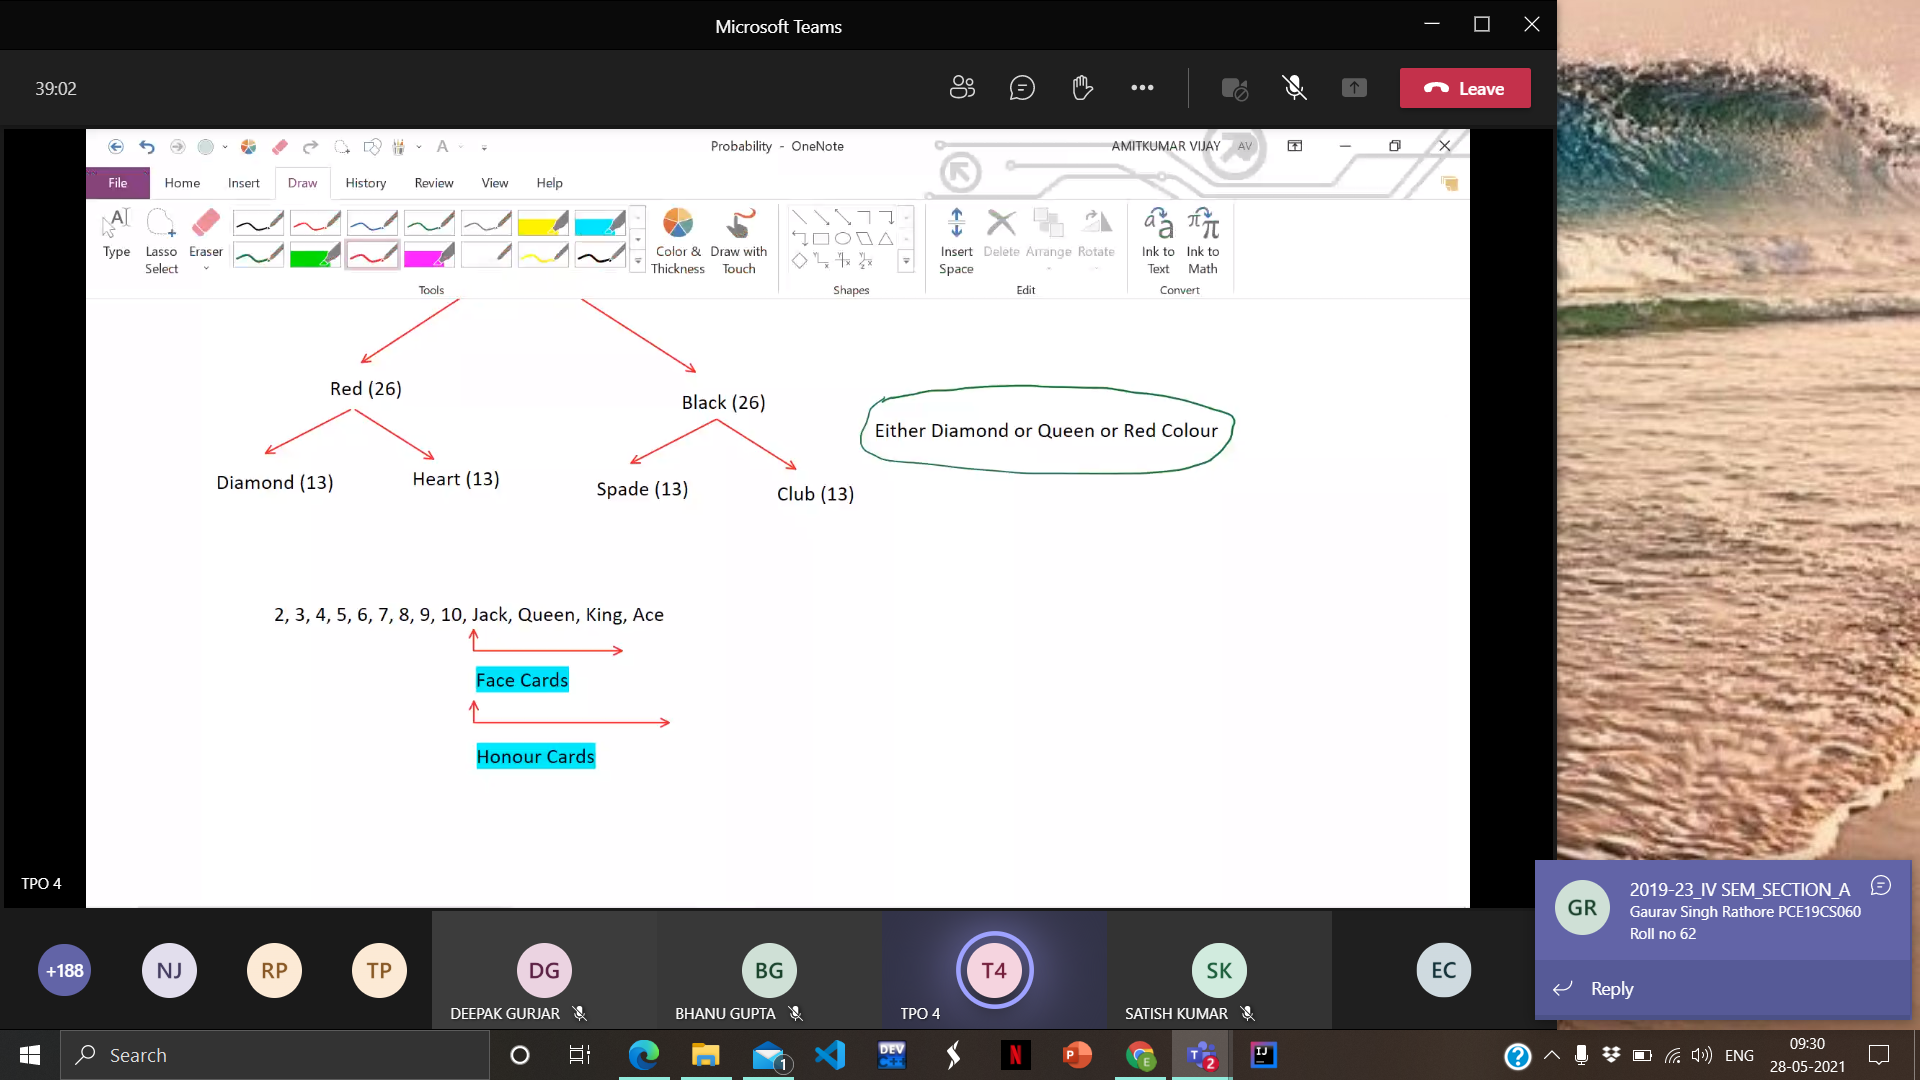 Microsoft Teams
39:02
Leave
Probability - OneNote
AMITKUMAR VIJAY AV
File Home Insert Draw History Review View Help
Type
Lasso Select
Eraser
Color & Thickness
Draw with Touch
Insert Space
Delete
Arrange
Rotate
Ink to Text
Ink to Math
Tools
Shapes
Edit
Convert
Red (26)
Black (26)
Either Diamond or Queen or Red Colour
Diamond (13)
Heart (13)
Spade (13)
Club (13)
2, 3, 4, 5, 6, 7, 8, 9, 10, Jack, Queen, King, Ace
Face Cards
Honour Cards
TPO 4
+188
NJ
RP
TP
DG
DEEPAK GURJAR
BG
BHANU GUPTA
T4
TPO 4
SK
SATISH KUMAR
EC
GR
2019-23_IV SEM_SECTION_A
Gaurav Singh Rathore PCE19CS060
Roll no 62
Reply
Search
1
DEV C++
N
P
E
T
2
IJ
ENG
09:30
28-05-2021